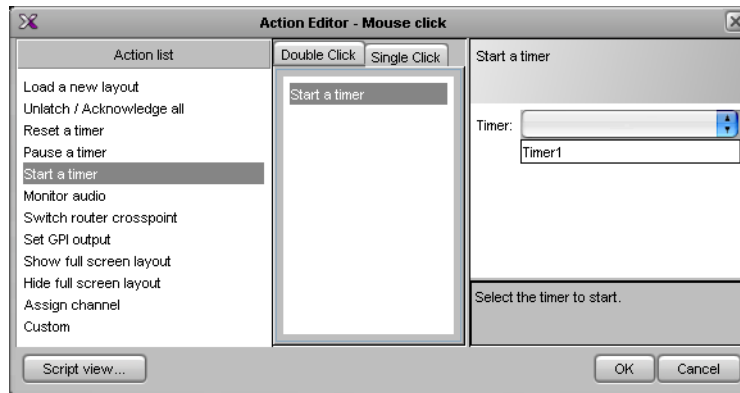 Action Editor - Mouse click
Action list
Load a new layout
Unlatch / Acknowledge all
Reset a timer
Pause a timer
Start a timer
Monitor audio
Switch router crosspoint
Set GPI output
Show full screen layout
Hide full screen layout
Assign channel
Custom
Double Click Single Click
Start a timer
Start a timer
Timer:
Timer1
Select the timer to start.
Script view...
OK Cancel